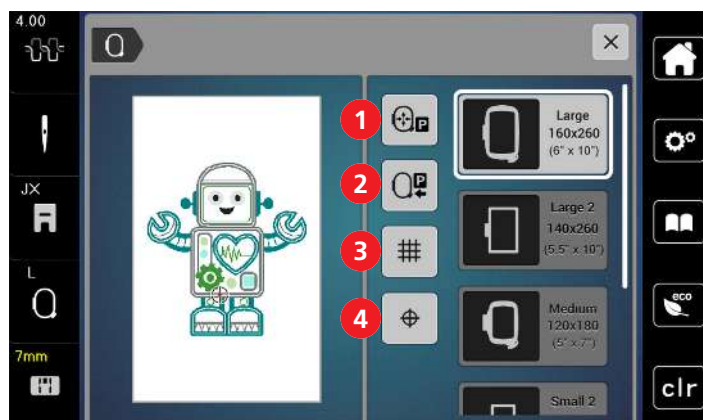 4.00
JX
L
7mm
1
P
2
P
3
4
Large
160x260
(6" x 10")
Large 2
140x260
(5.5" x 10")
Medium
120x180
(5" x 7")
Small 2
eco
clr